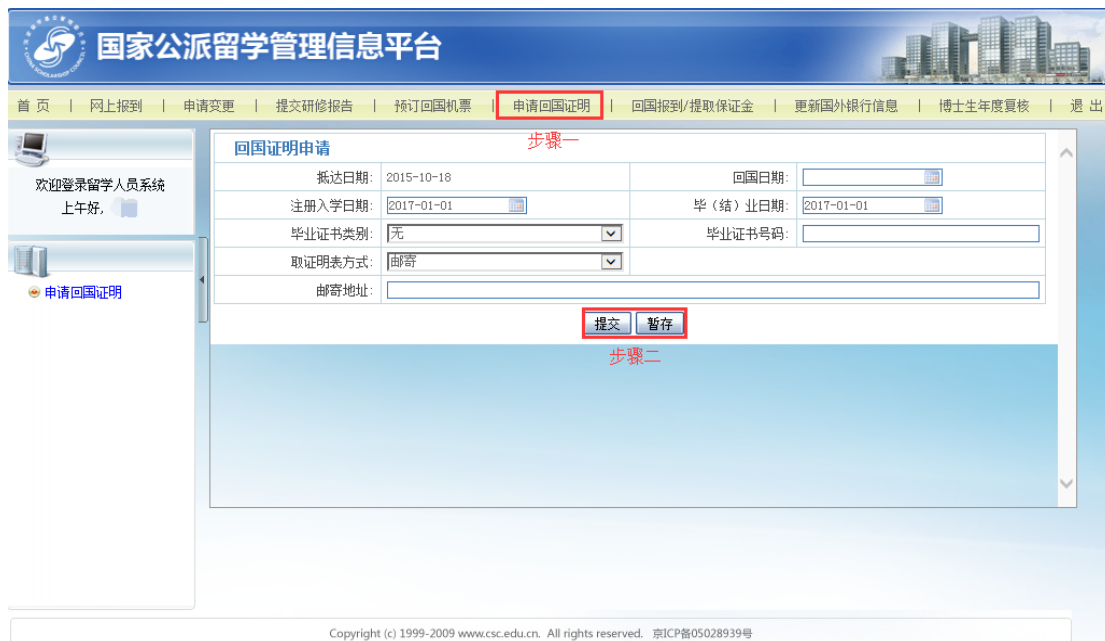 国家公派留学管理信息平台
首 页 | 网上报到 | 申请变更 | 提交研修报告 | 预订回国机票 | 申请回国证明 | 回国报到/提取保证金 | 更新国外银行信息 | 博士生年度复核 | 退 出
步骤一
欢迎登录留学人员系统
上午好,
申请回国证明
回国证明申请
抵达日期: 2015-10-18 回国日期:
注册入学日期: 2017-01-01 毕（结）业日期: 2017-01-01
毕业证书类别: 无 毕业证书号码:
取证明表方式: 邮寄
邮寄地址:
提交 暂存
步骤二
Copyright (c) 1999-2009 www.csc.edu.cn. All rights reserved. 京ICP备05028939号